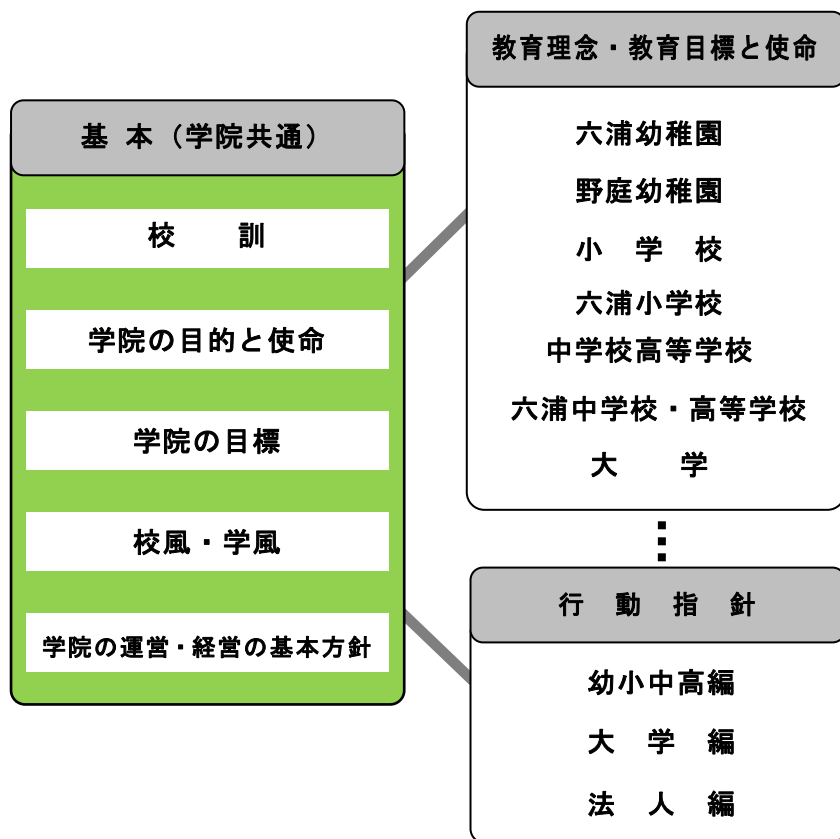 基本（学院共通）
校訓
学院の目的と使命
学院の目標
校風・学風
学院の運営・経営の基本方針
教育理念・教育目標と使命
六浦幼稚園
野庭幼稚園
小学校
六浦小学校
中学校高等学校
六浦中学校・高等学校
大学
行動指針
幼小中高編
大学編
法人編